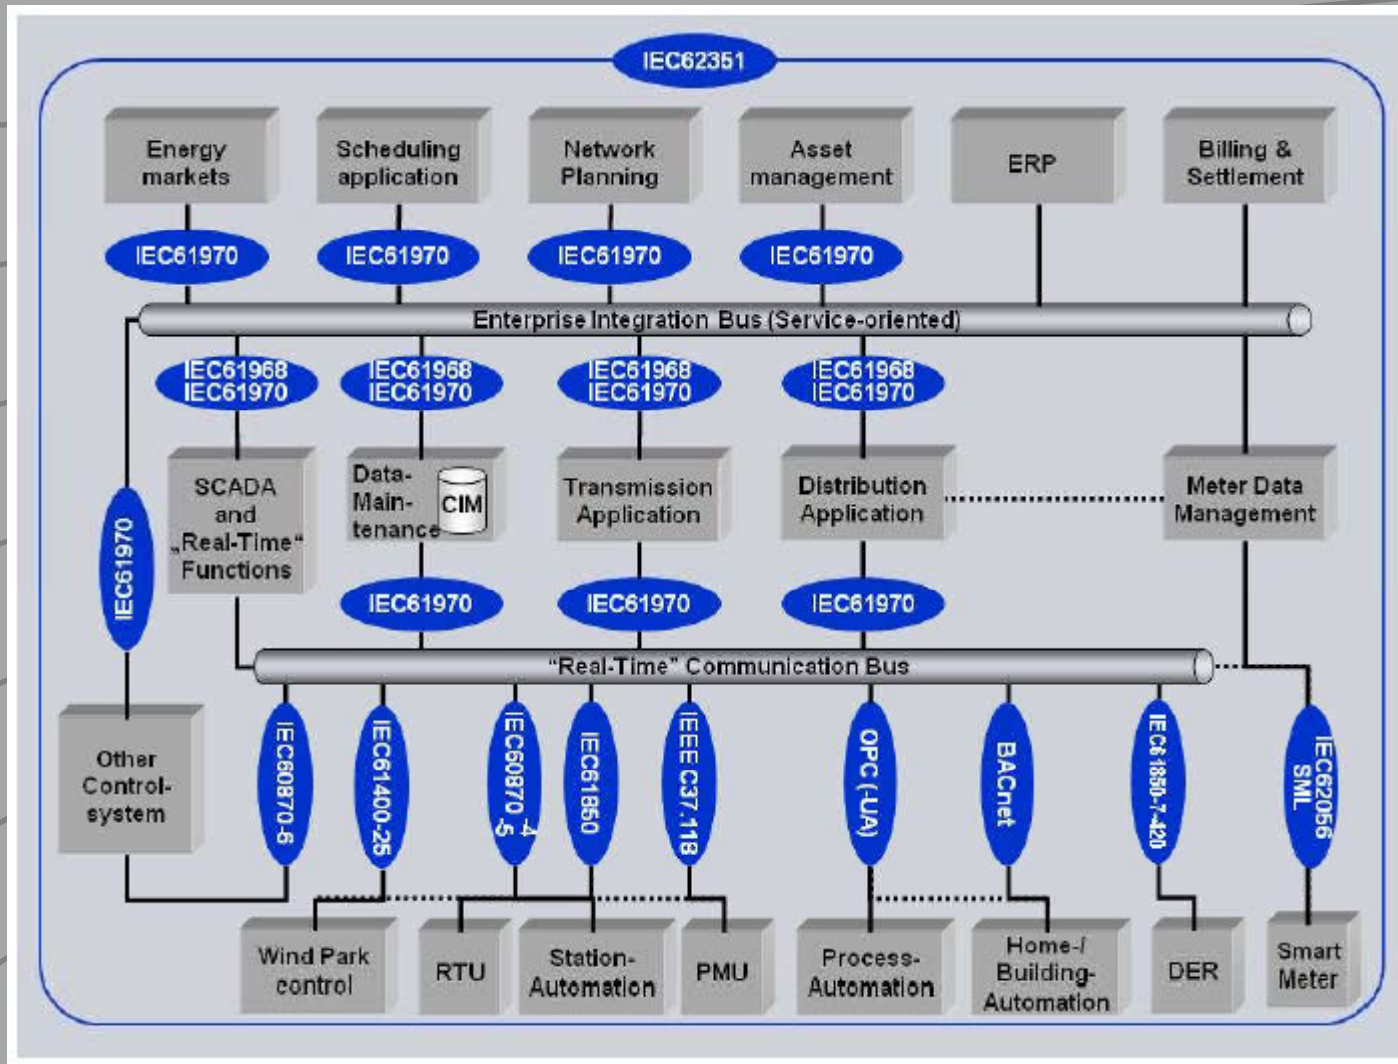 IEC62351
Energy
markets
Scheduling
application
Network
Planning
Asset
management
ERP
Billing &
Settlement
IEC61970
IEC61970
IEC61970
IEC61970
Enterprise Integration Bus (Service-oriented)
IEC61968
IEC61970
IEC61968
IEC61970
IEC61968
IEC61970
IEC61968
IEC61970
SCADA
and
„Real-Time“
Functions
Data-
Main-
tenance
CIM
Transmission
Application
Distribution
Application
Meter Data
Management
IEC61970
IEC61970
IEC61970
IEC61970
“Real-Time” Communication Bus
Other
Control-
system
IEC60870-6
IEC61400-25
IEC60870
-4
-5
IEC61850
IEEE C37.118
OPC (-UA)
BACnet
IEC61850-7-420
IEC62056
SML
Wind Park
control
RTU
Station-
Automation
PMU
Process-
Automation
Home-/
Building-
Automation
DER
Smart
Meter